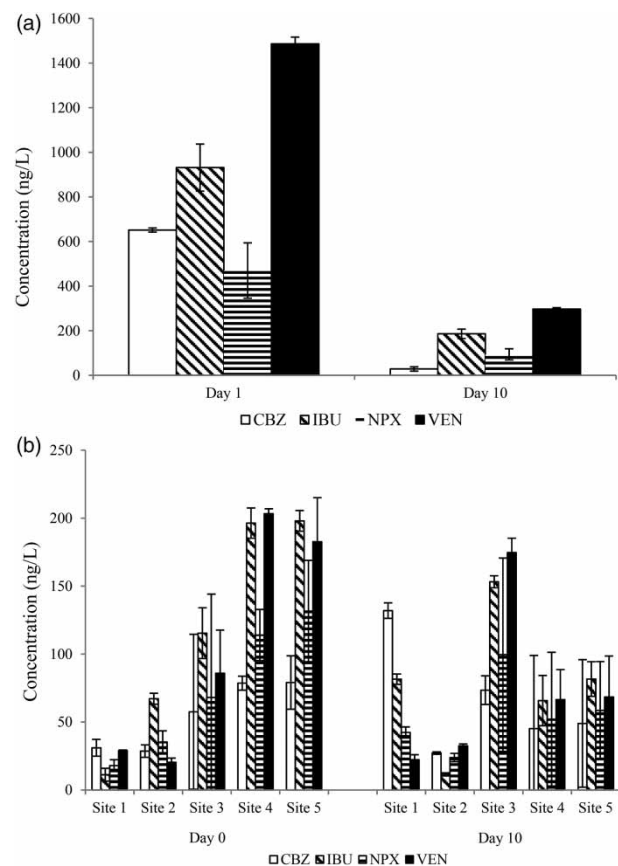 (a)
1600
1400
1200
1000
800
600
400
200
0
Concentration (ng/L)
Day 1 Day 10
CBZ IBU NPX VEN
(b)
250
200
150
100
50
0
Concentration (ng/L)
Site 1 Site 2 Site 3 Site 4 Site 5 Site 1 Site 2 Site 3 Site 4 Site 5
Day 0 Day 10
CBZ IBU NPX VEN